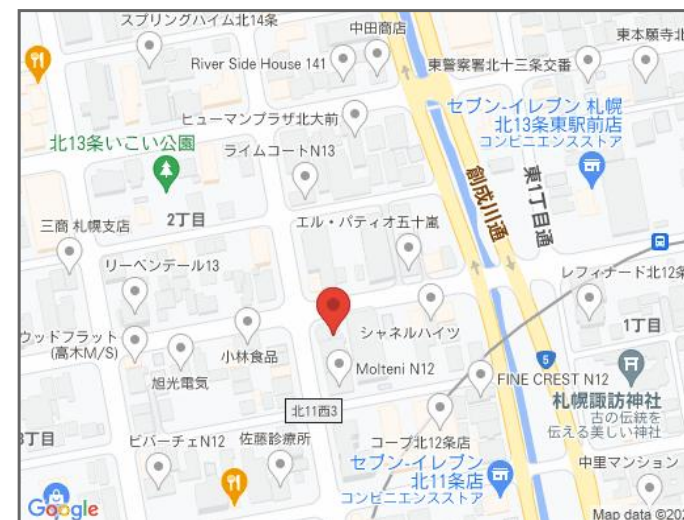 スプリングハイム北14条
中田商店
東本願寺北
River Side House 141
東警察署北十三条交番
セブン-イレブン 札幌
北13条東駅前店
コンビニエンスストア
ヒューマンプラザ北大前
北13条いこい公園
ライムコートN13
創成川通
東1丁目通
2丁目
三商 札幌支店
エル・パティオ五十嵐
リーベンデール13
レフィナード北12条
ウッドフラット
(高木M/S)
小林食品
シャネルハイツ
1丁目
旭光電気
Molteni N12
5
FINE CREST N12
札幌諏訪神社
古の伝統を
伝える美しい神社
北11西3
3丁目
ビバーチェN12
佐藤診療所
コープ北12条店
セブン-イレブン
北11条店
コンビニエンスストア
中里マンション
Google
Map data ©202